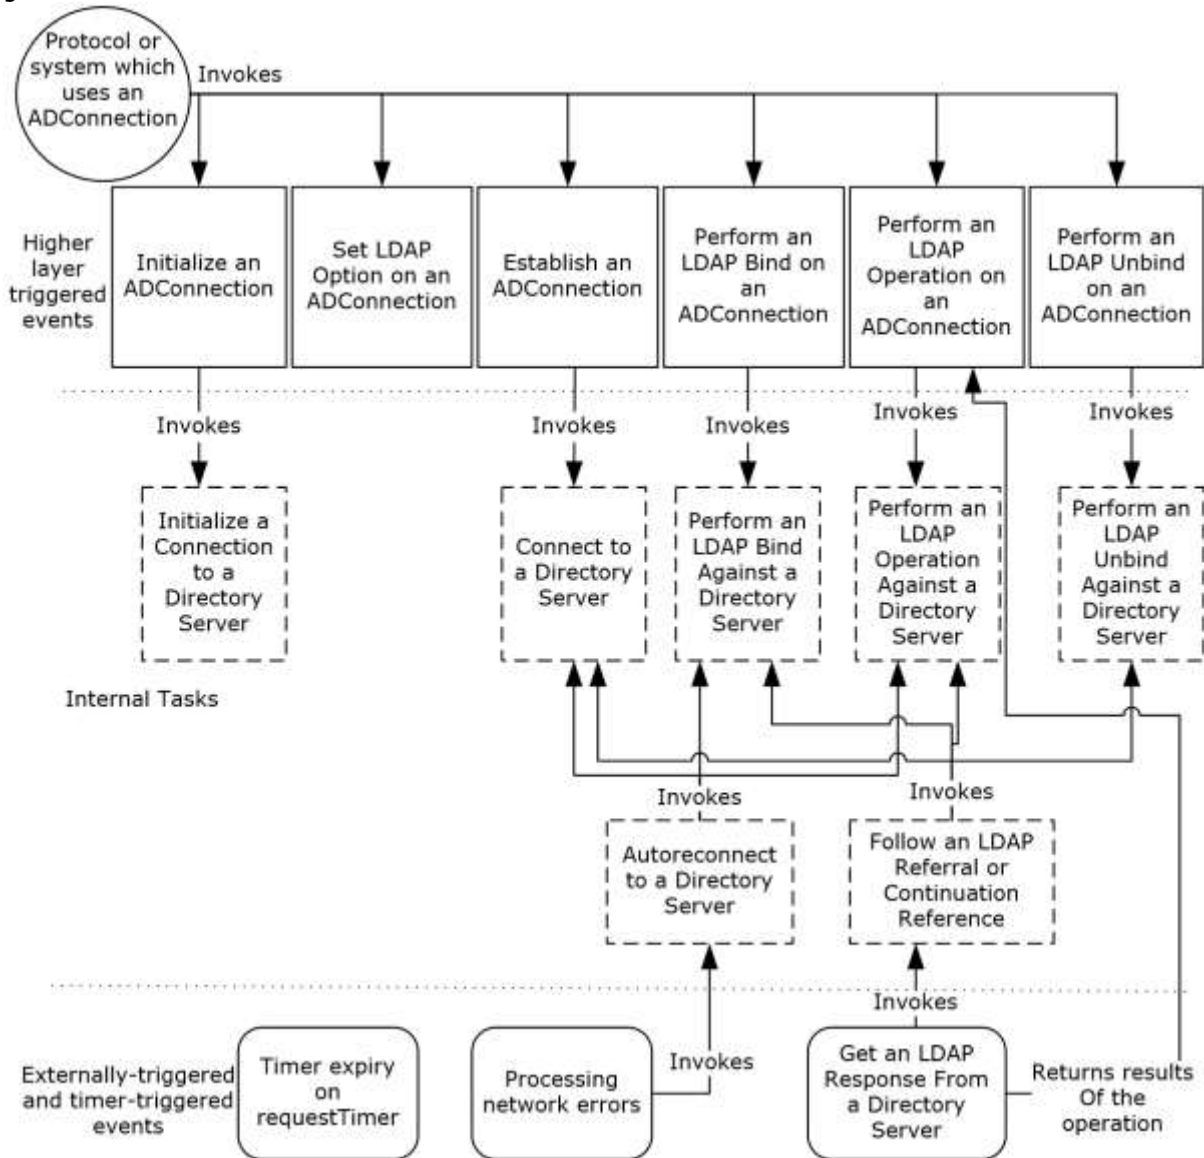 Protocol or
system which
uses an
ADConnection
Invokes
Higher
layer
triggered
events
Initialize an
ADConnection
Set LDAP
Option on an
ADConnection
Establish an
ADConnection
Perform an
LDAP Bind on
an
ADConnection
Perform an
LDAP
Operation on
an
ADConnection
Perform an
LDAP Unbind
on an
ADConnection
Invokes
Invokes
Invokes
Invokes
Invokes
Initialize a
Connection
to a
Directory
Server
Connect to
a Directory
Server
Perform an
LDAP Bind
Against a
Directory
Server
Perform an
LDAP
Operation
Against a
Directory
Server
Perform an
LDAP
Unbind
Against a
Directory
Server
Internal Tasks
Invokes
Invokes
Autoreconnect
to a Directory
Server
Follow an LDAP
Referral or
Continuation
Reference
Invokes
Externally-triggered
and timer-triggered
events
Timer expiry
on
requestTimer
Processing
network errors
Invokes
Get an LDAP
Response From
a Directory
Server
Returns results
Of the
operation